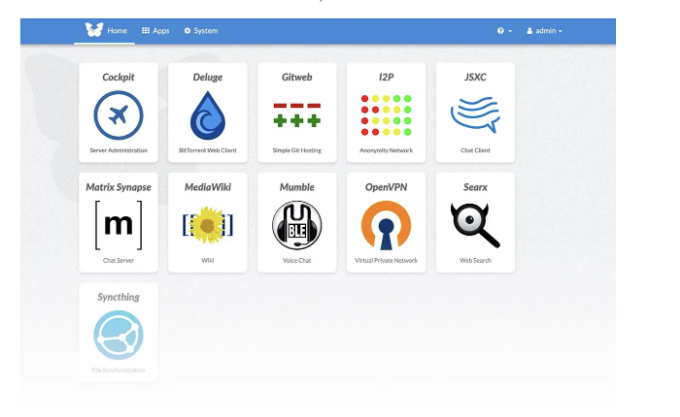 Home Apps System admin
Cockpit
Server Administration
Deluge
BitTorrent Web Client
Gitweb
Simple Git Hosting
I2P
Anonymity Network
JSXC
Chat Client
Matrix Synapse
[m]
Chat Server
MediaWiki
Wiki
Mumble
BLE
Voice Chat
OpenVPN
Virtual Private Network
Searx
Web Search
Syncthing
File Synchronisation